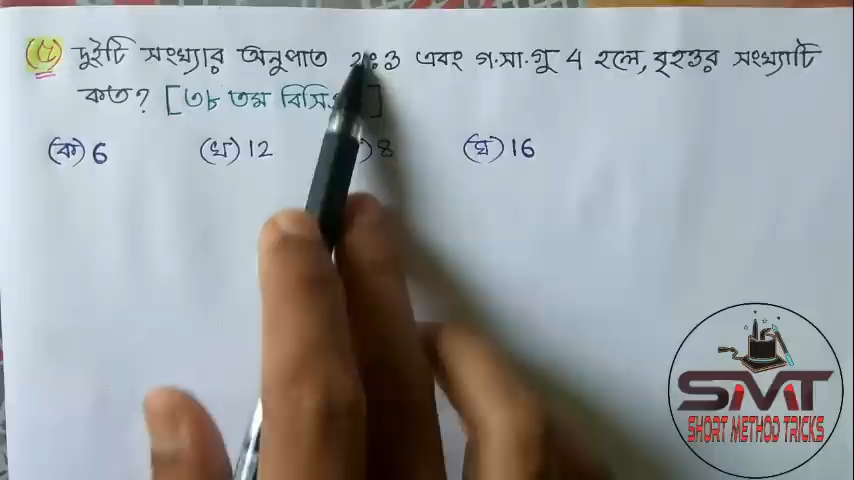 (৫) দুইটি সংখ্যার অনুপাত ২:3 এবং গ.সা.গু 4 হলে, বৃহত্তর সংখ্যাটি
কত? [৩৮ তম
(ক) 6 (খ) 12 ) 8 (ঘ) 16
SMT
SHORT METHOD TRICKS